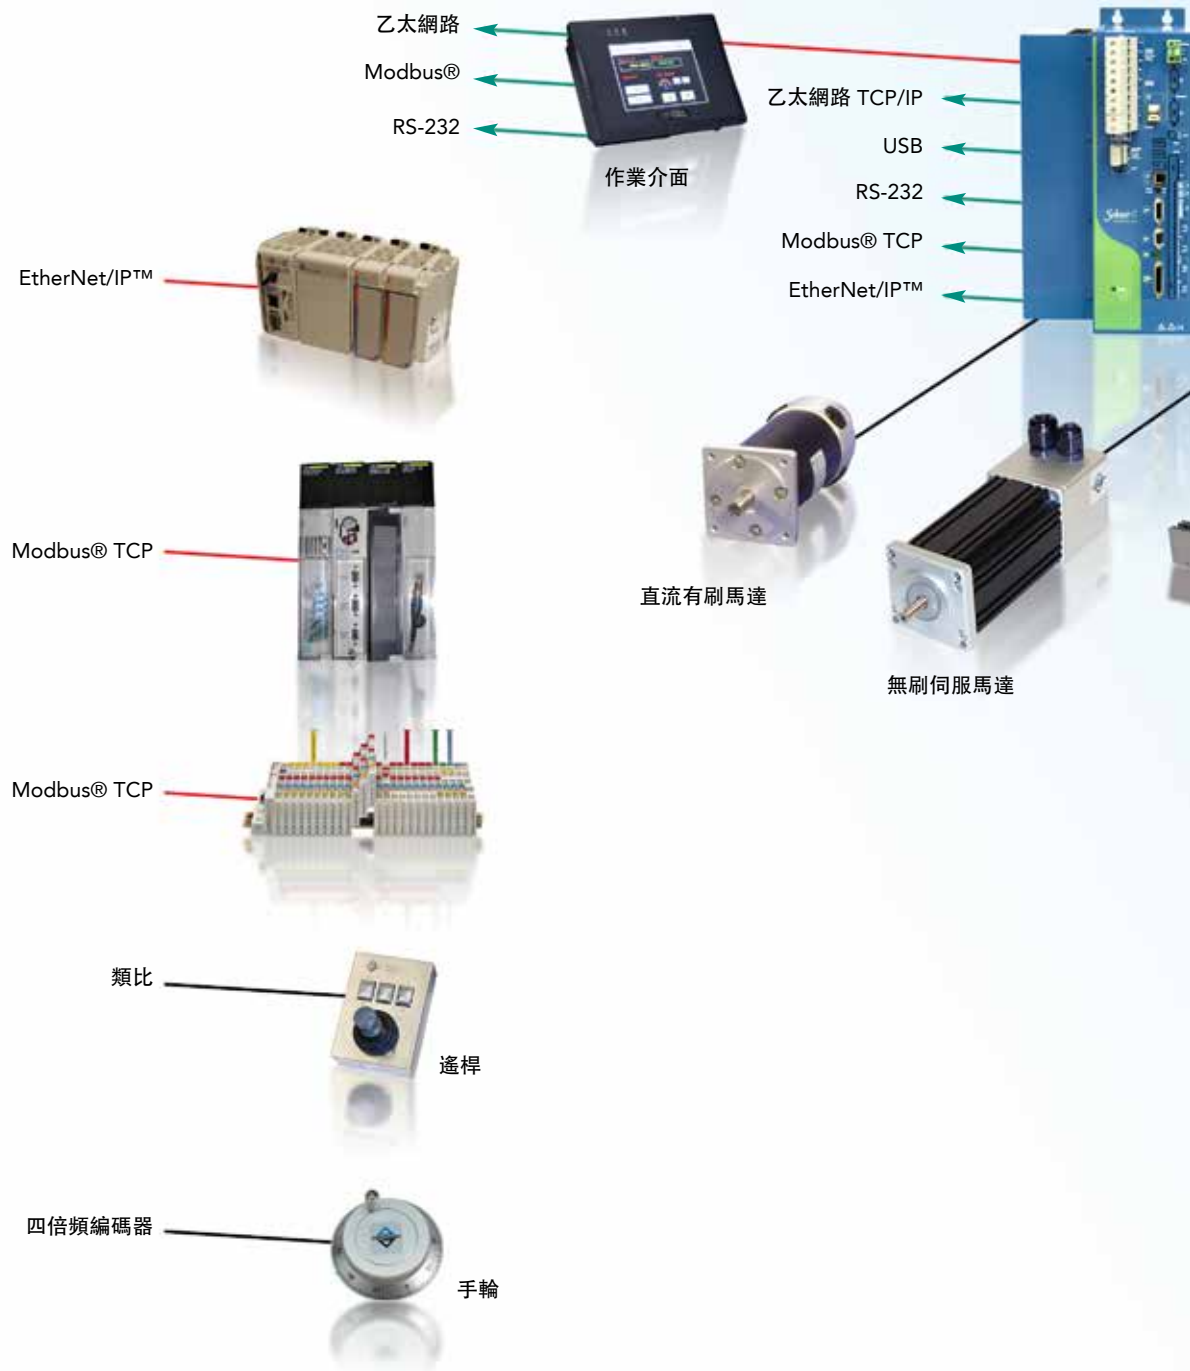 乙太網路
Modbus®
RS-232
作業介面
乙太網路 TCP/IP
USB
RS-232
Modbus® TCP
EtherNet/IP™
EtherNet/IP™
Modbus® TCP
直流有刷馬達
無刷伺服馬達
Modbus® TCP
類比
遙桿
四倍頻編碼器
手輪